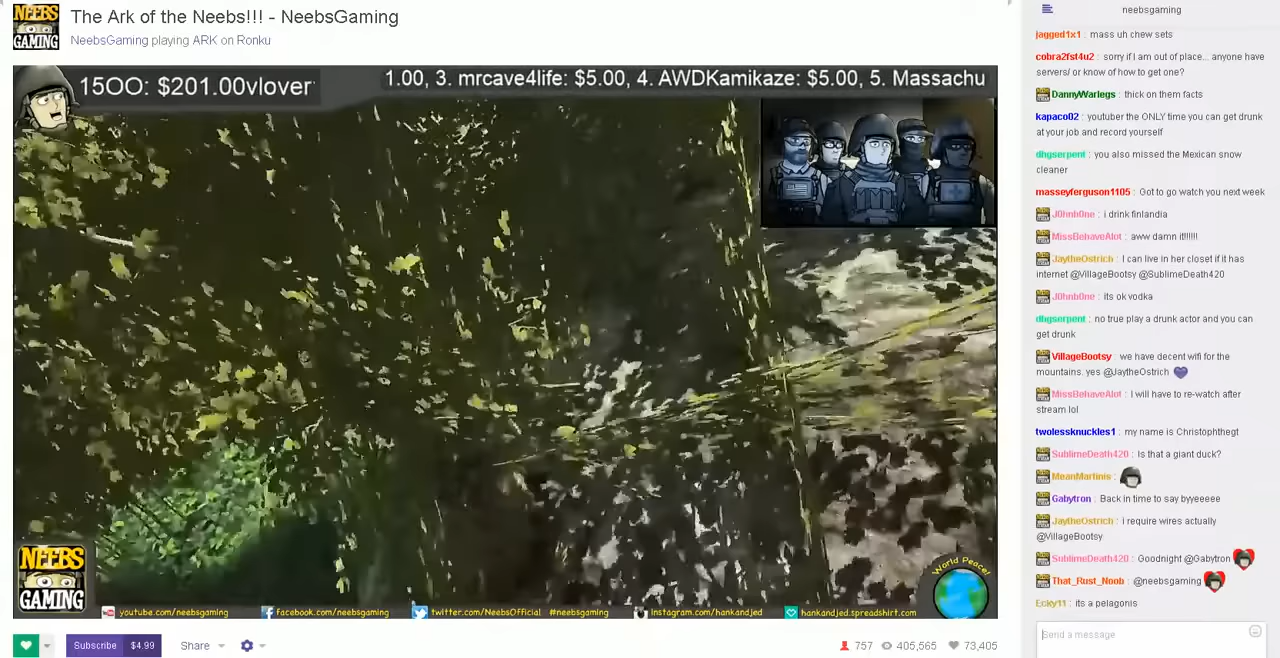 NEEBS
GAMING
The Ark of the Neebs!!! - NeebsGaming
NeebsGaming playing ARK on Ronku
15OO: $201.00vlover
1.00, 3. mrcave4life: $5.00, 4. AWDKamikaze: $5.00, 5. Massachu
NEEBS
GAMING
World Peace!
youtube.com/neebsgaming
facebook.com/neebsgaming
twitter.com/NeebsOfficial #neebsgaming
Instagram.com/hankandjed
hankandjed.spreadshirt.com
Subscribe $4.99
Share
757 405,565 73,405
neebsgaming
jagged1x1 : mass uh chew sets
cobra2fst4u2 : sorry if I am out of place... anyone have
servers/ or know of how to get one?
DannyWarlegs : thick on them facts
kapaco02 : youtuber the ONLY time you can get drunk
at your job and record yourself
dhgserpent : you also missed the Mexican snow
cleaner
masseyferguson1105 : Got to go watch you next week
J0hnb0ne : i drink finlandia
MissBehaveAlot : aww damn it!!!!!!
JaytheOstrich : I can live in her closet if it has
internet @VillageBootsy @SublimeDeath420
J0hnb0ne : its ok vodka
dhgserpent : no true play a drunk actor and you can
get drunk
VillageBootsy : we have decent wifi for the
mountains. yes @JaytheOstrich
MissBehaveAlot : I will have to re-watch after
stream lol
twolessknuckles1 : my name is Christophthegt
SublimeDeath420 : Is that a giant duck?
MeanMartinis :
Gabytron : Back in time to say byyeeeee
JaytheOstrich : i require wires actually
@VillageBootsy
SublimeDeath420 : Goodnight @Gabytron
That_Rust_Noob : @neebsgaming
Ecky11 : its a pelagonis
Send a message